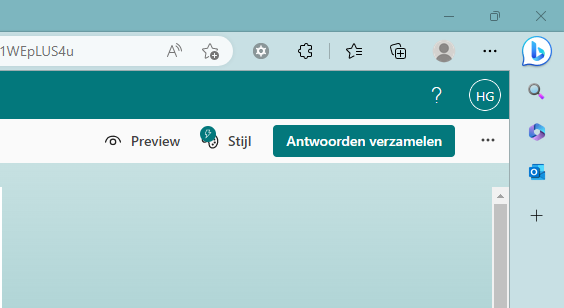 1WEpLUS4u
HG
Preview
Stijl
Antwoorden verzamelen